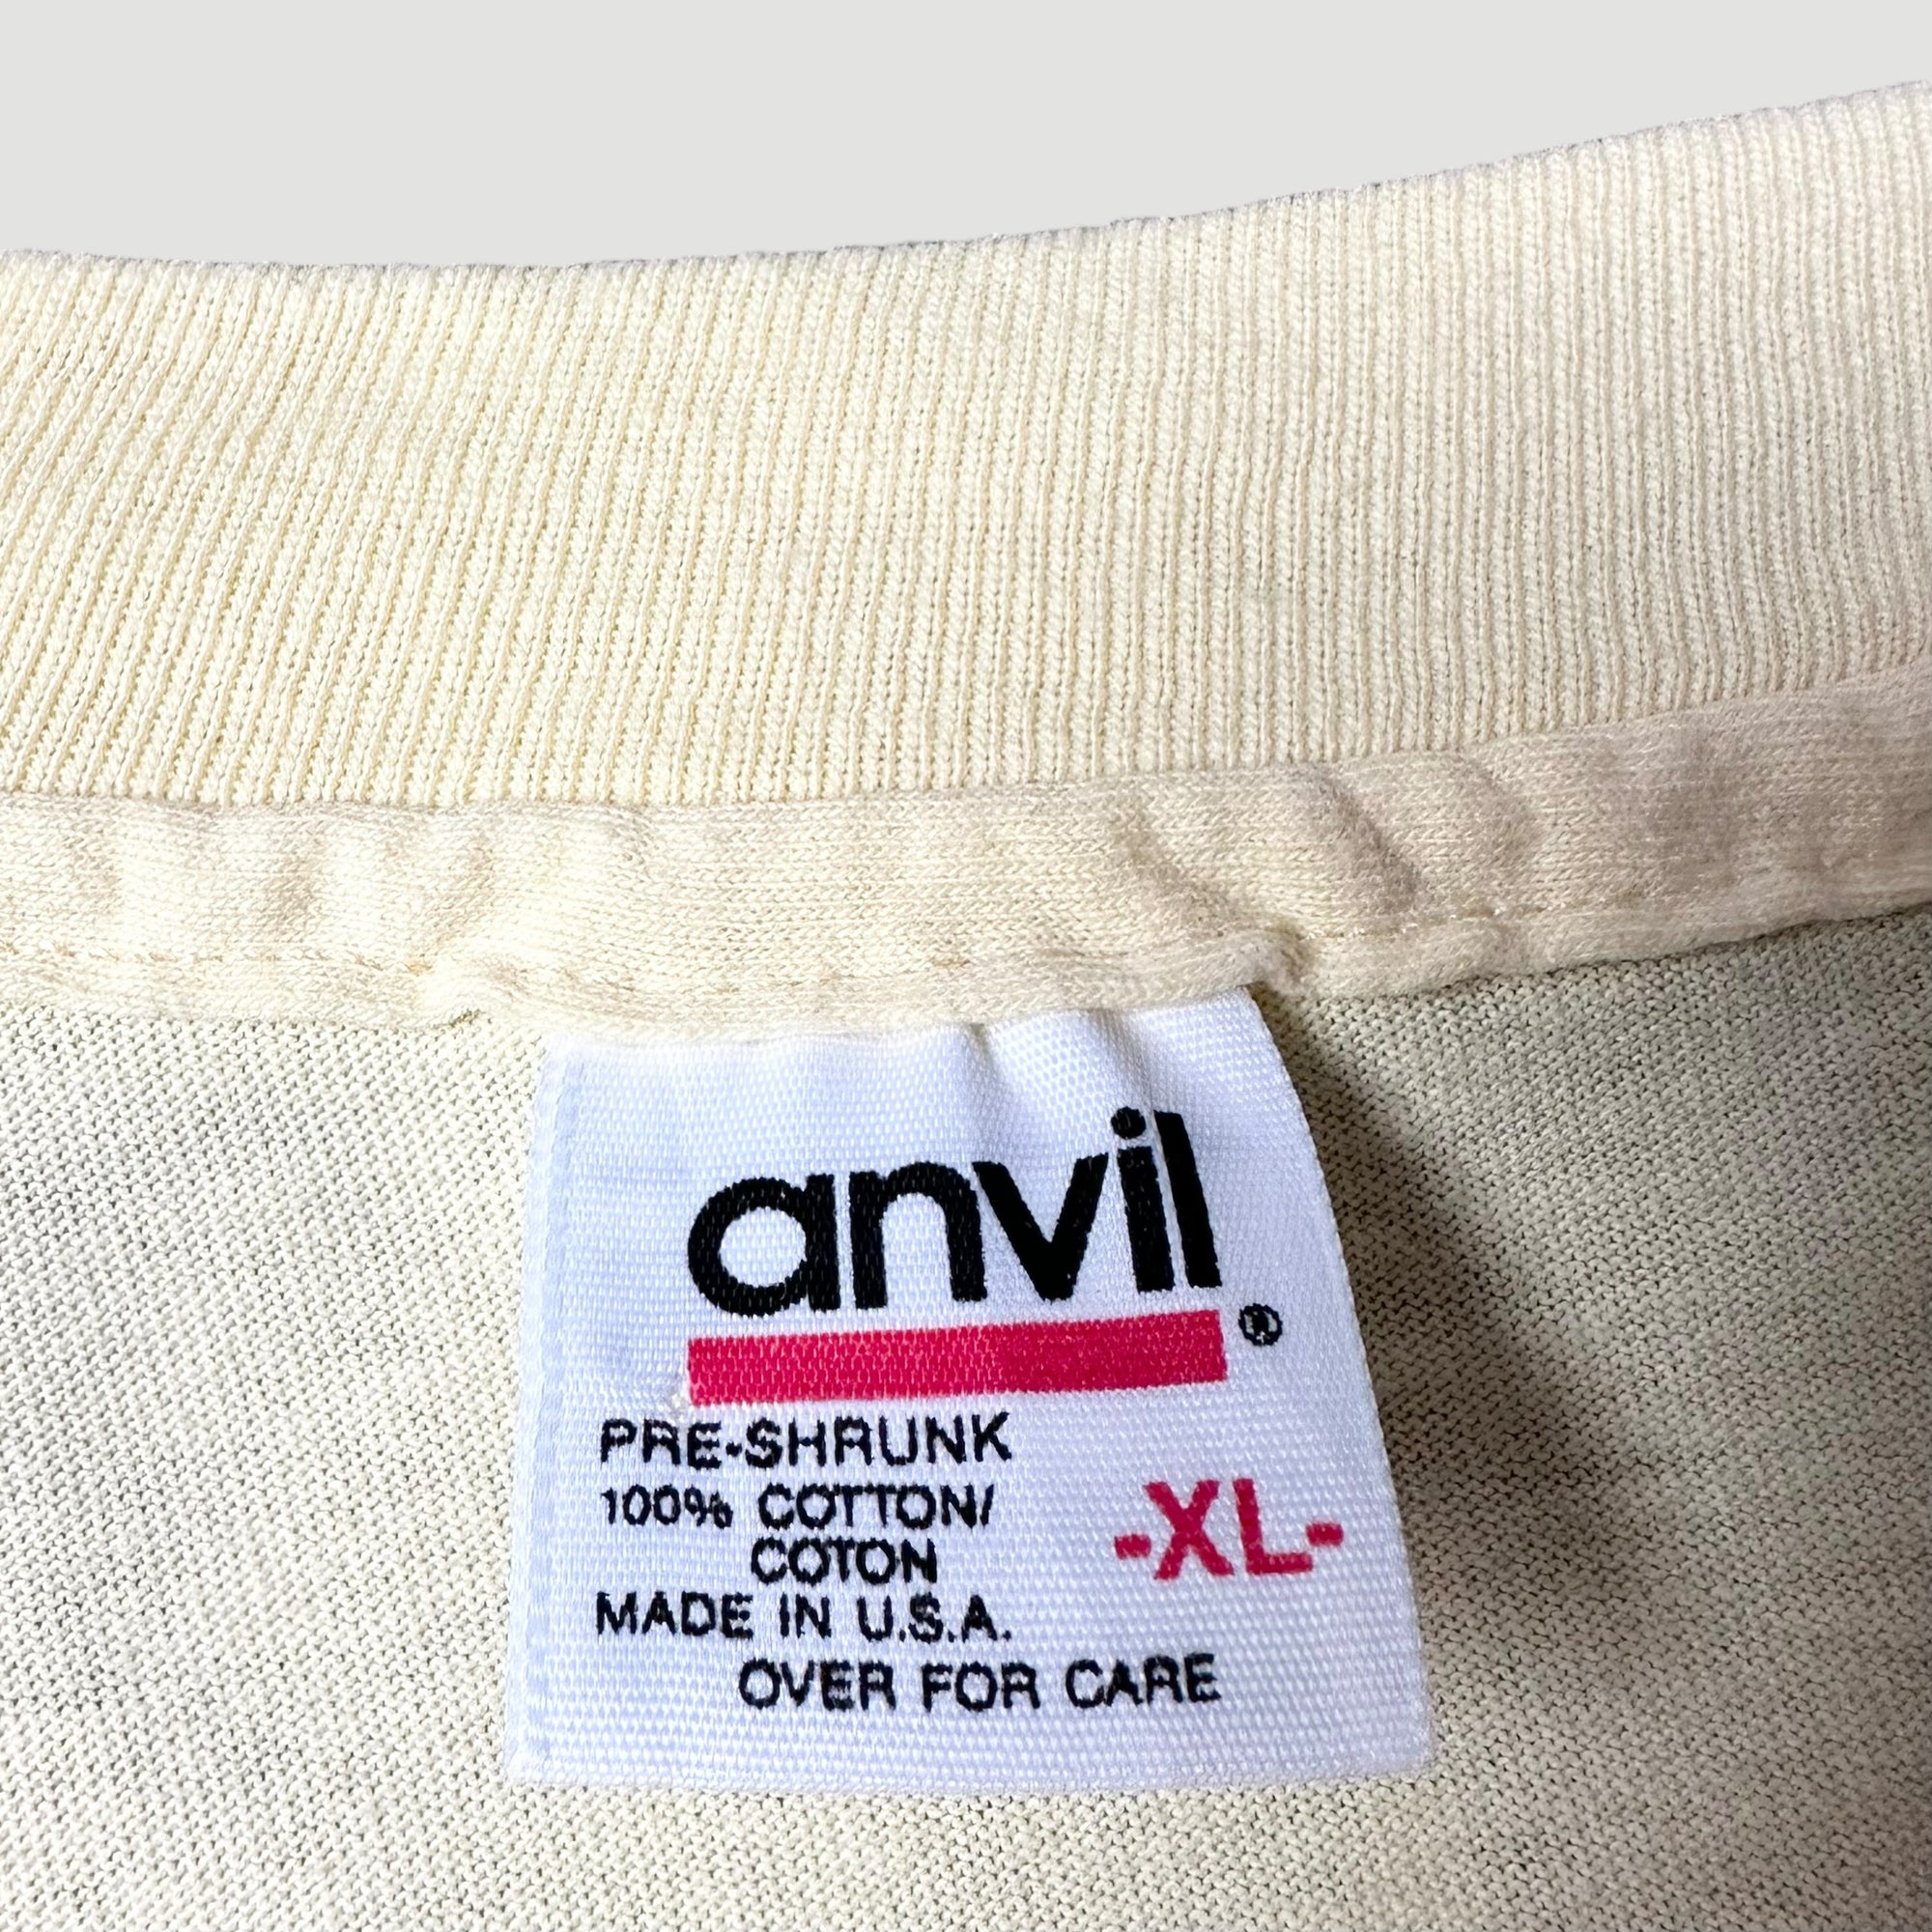 anvil®
PRE-SHRUNK
100% COTTON/
COTON
-XL-
MADE IN U.S.A.
OVER FOR CARE